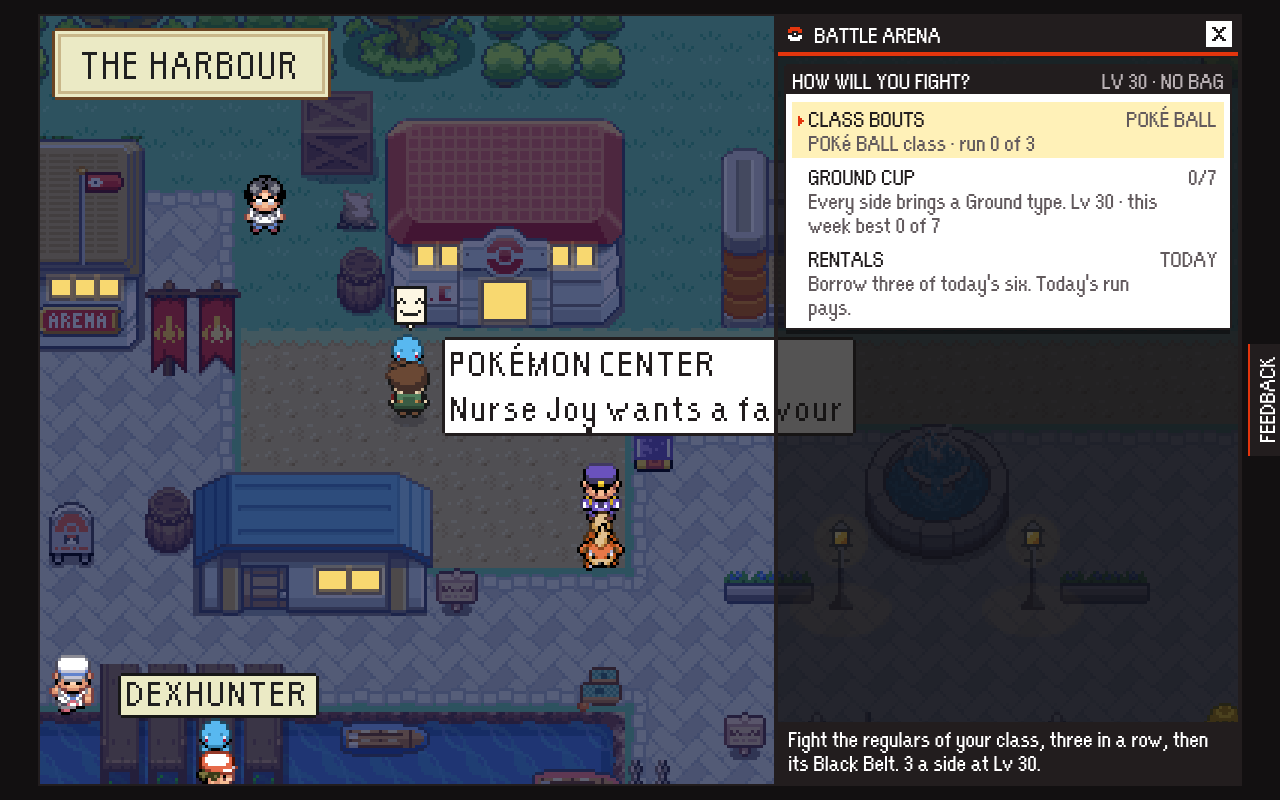 THE HARBOUR
BATTLE ARENA
X
HOW WILL YOU FIGHT?
LV 30 · NO BAG
CLASS BOUTS
POKÉ BALL
POKé BALL class · run 0 of 3
GROUND CUP
0/7
Every side brings a Ground type. Lv 30 · this
week best 0 of 7
RENTALS
TODAY
Borrow three of today's six. Today's run
pays.
ARENA
POKÉMON CENTER
Nurse Joy wants a favour
FEEDBACK
DEXHUNTER
Fight the regulars of your class, three in a row, then
its Black Belt. 3 a side at Lv 30.